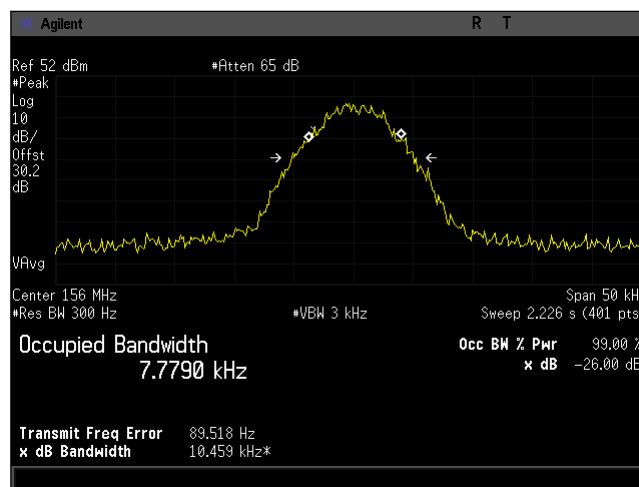 Agilent R T
Ref 52 dBm #Atten 65 dB
#Peak
Log
10
dB/
Offst
30.2
dB
VAvg
Center 156 MHz Span 50 kH
#Res BW 300 Hz #VBW 3 kHz Sweep 2.226 s (401 pts
Occupied Bandwidth Occ BW % Pwr 99.00 %
7.7790 kHz x dB -26.00 dB
Transmit Freq Error 89.518 Hz
x dB Bandwidth 10.459 kHz*